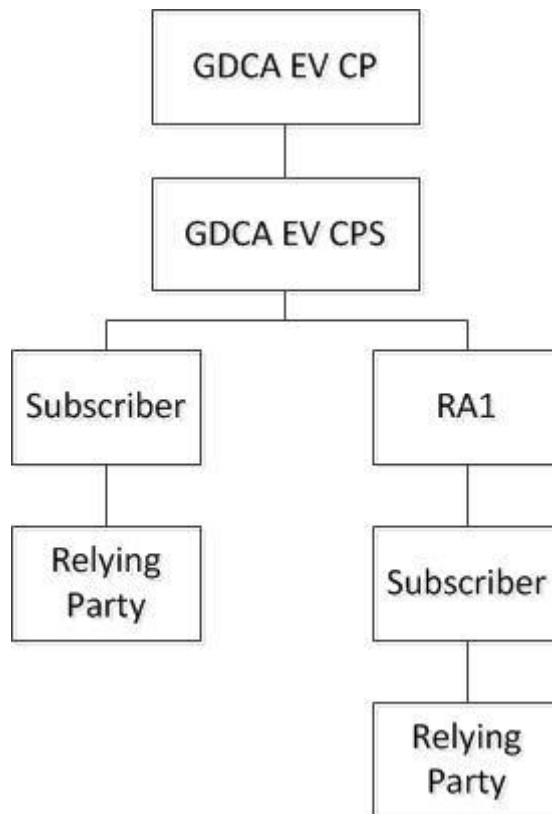 GDCA EV CP
GDCA EV CPS
Subscriber
RA1
Relying
Party
Subscriber
Relying
Party